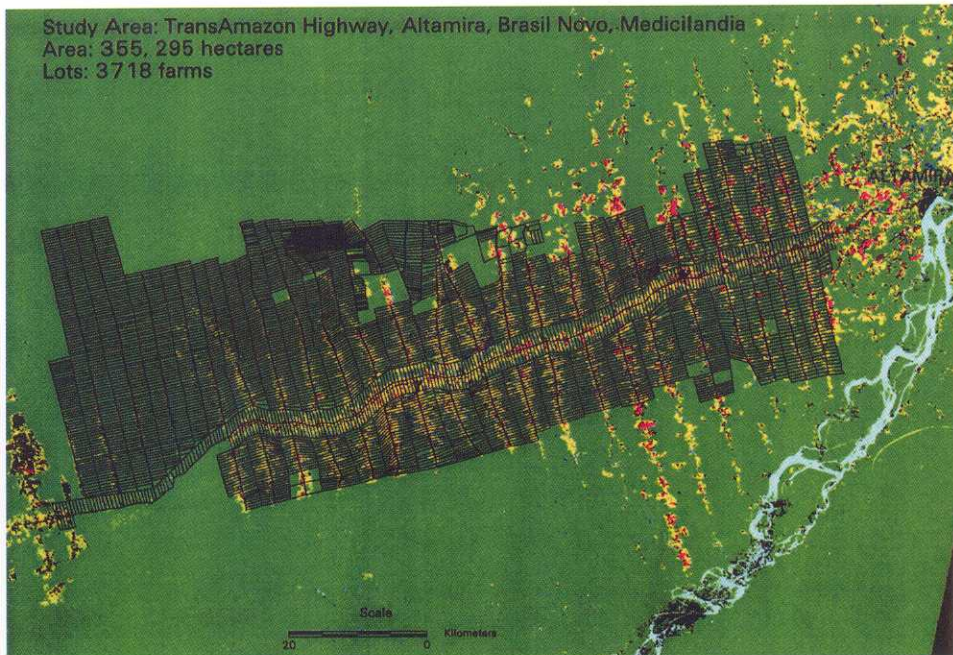 Study Area: TransAmazon Highway, Altamira, Brasil Novo, Medicilandia
Area: 355, 295 hectares
Lots: 3718 farms
ALTAMIRA
Scale
20 0 Kilometers